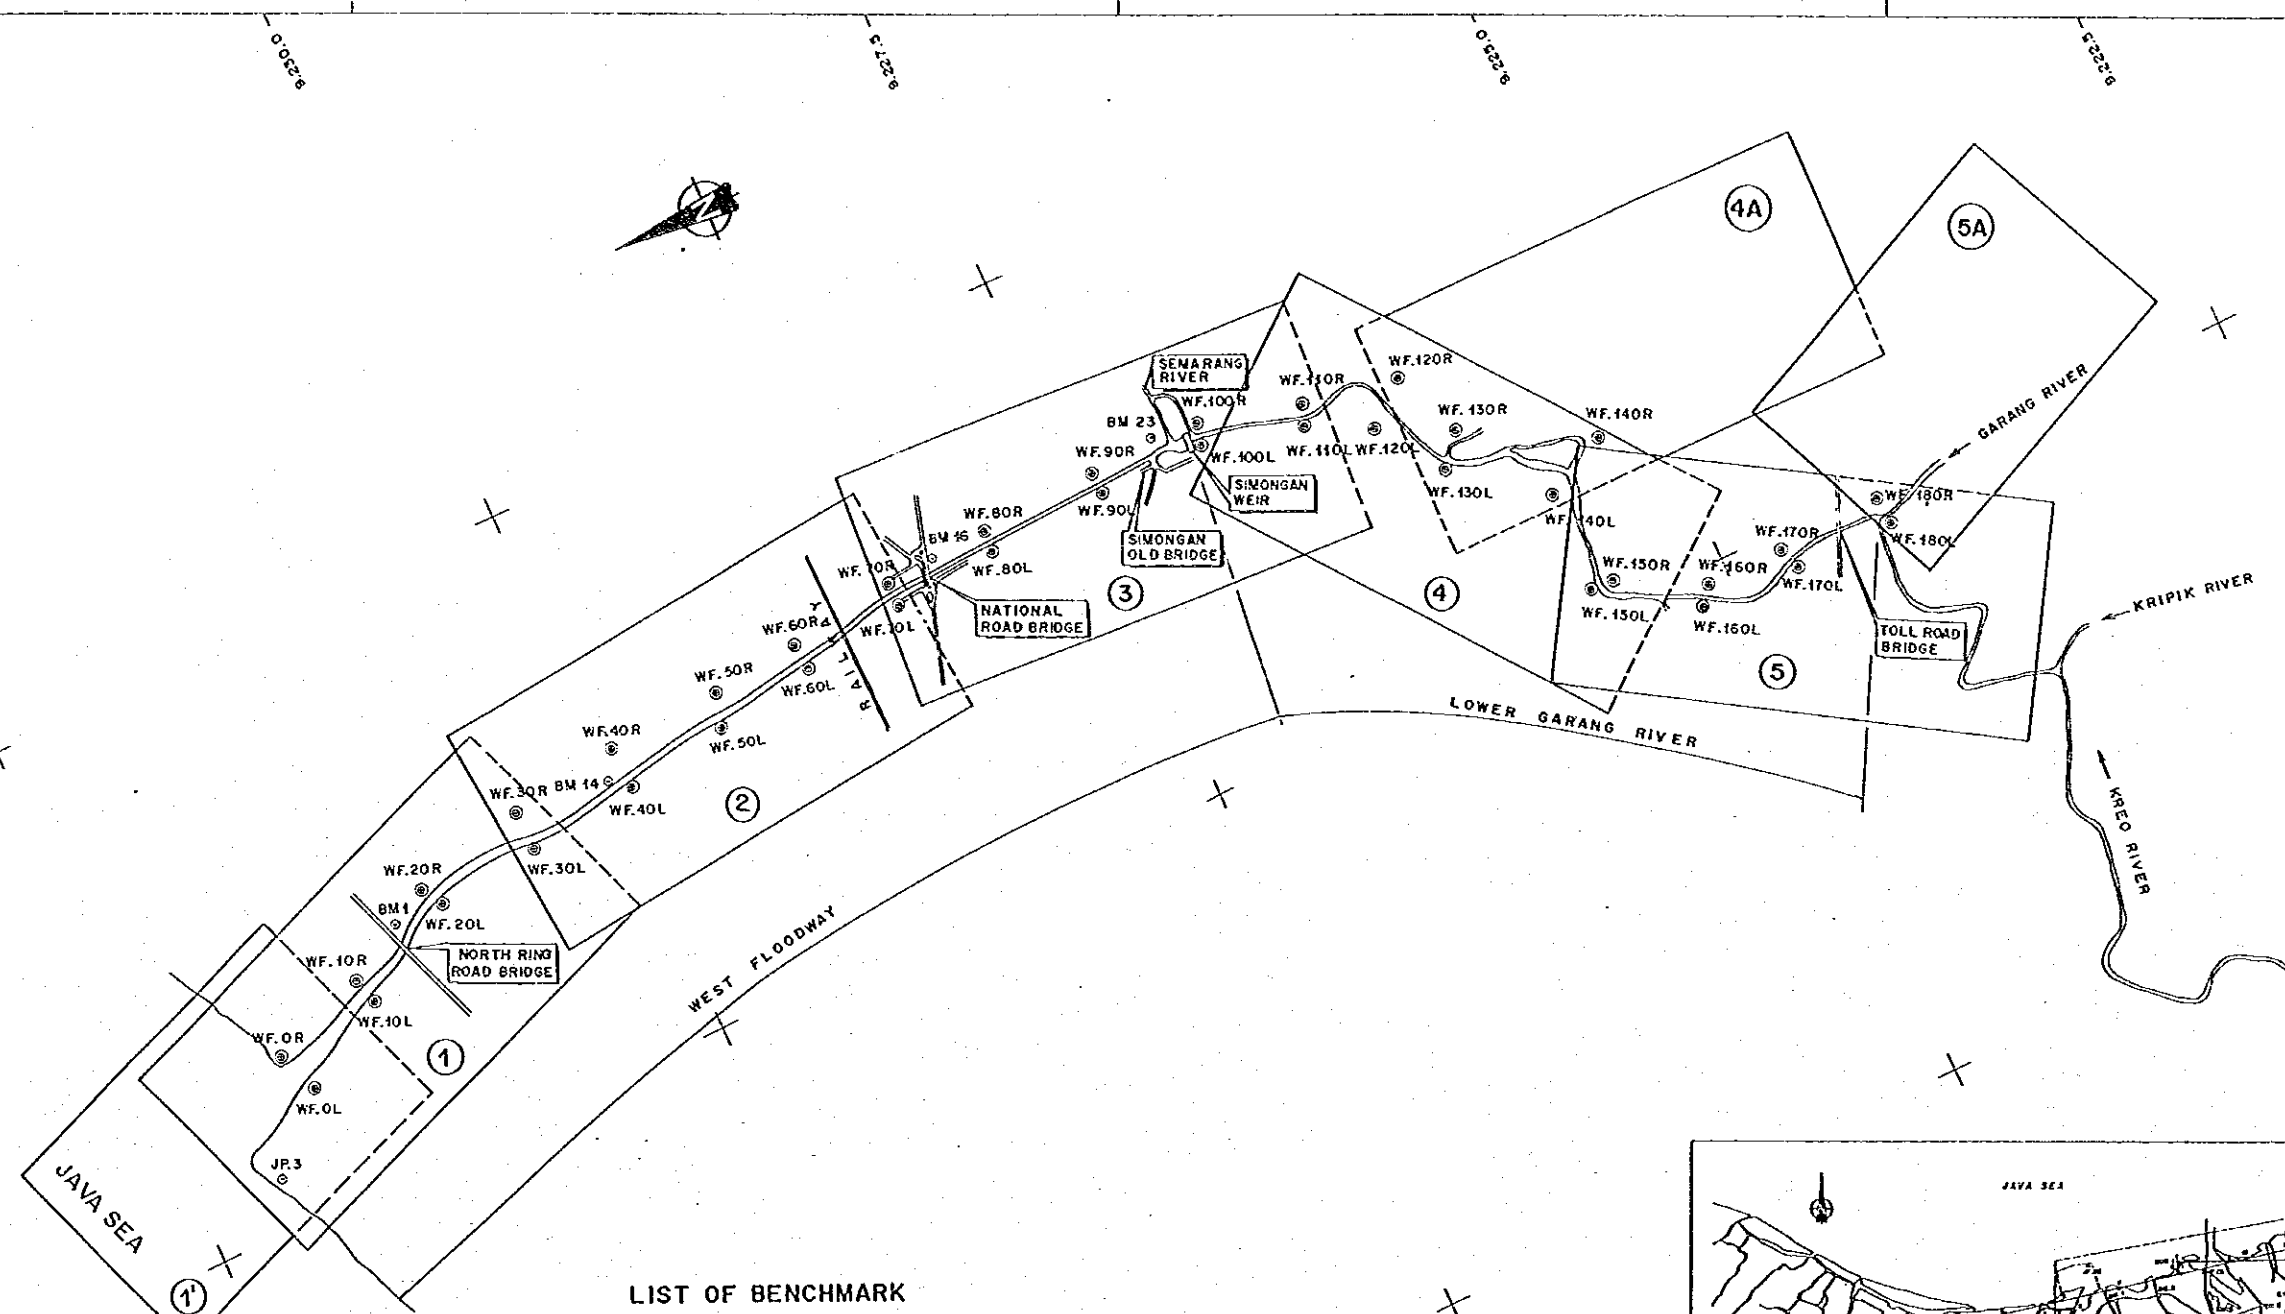 9.230.0
9.227.5
9.225.0
9.222.5
N
4A
5A
SEMARANG
RIVER
WF.120R
WF.110R
WF.100R
WF.130R
WF.140R
GARANG RIVER
BM 23
WF.90R
WF.100L
WF.110L
WF.120L
WF.130L
SIMONGAN
WEIR
WF.90L
WF.140L
WF.180R
WF.180L
WF.80R
BM 16
SIMONGAN
OLD BRIDGE
WF.170R
WF.70R
WF.80L
WF.150R
WF.160R
WF.170L
KRIPIK RIVER
3
4
WF.60R
WF.70L
NATIONAL
ROAD BRIDGE
WF.150L
WF.160L
TOLL ROAD
BRIDGE
5
RAILWAY
WF.50R
WF.60L
LOWER GARANG RIVER
WF.40R
WF.50L
WF.30R
BM 14
WF.40L
2
KREO RIVER
WF.20R
WF.30L
BM1
WF.20L
WEST FLOODWAY
NORTH RING
ROAD BRIDGE
WF.10R
WF.10L
WF.0R
1
WF.0L
JP.3
JAVA SEA
1'
LIST OF BENCHMARK
JAVA SEA